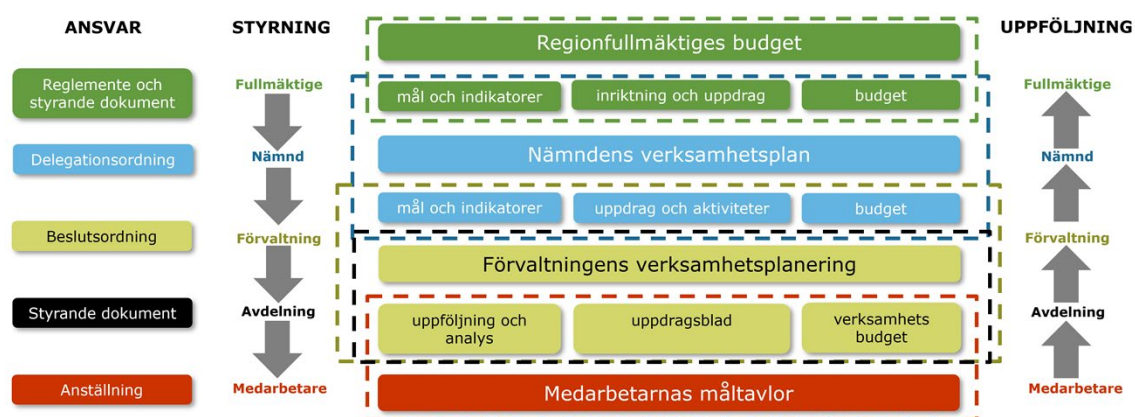 ANSVAR
STYRNING
UPPFÖLJNING
Regionfullmäktiges budget
Reglemente och
styrande dokument
Fullmäktige
mål och indikatorer
inriktning och uppdrag
budget
Fullmäktige
Delegationsordning
Nämnd
Nämndens verksamhetsplan
Nämnd
mål och indikatorer
uppdrag och aktiviteter
budget
Beslutsordning
Förvaltning
Förvaltningens verksamhetsplanering
Förvaltning
Styrande dokument
Avdelning
uppföljning och
analys
uppdragsblad
verksamhets
budget
Avdelning
Anställning
Medarbetare
Medarbetarnas måltavlor
Medarbetare